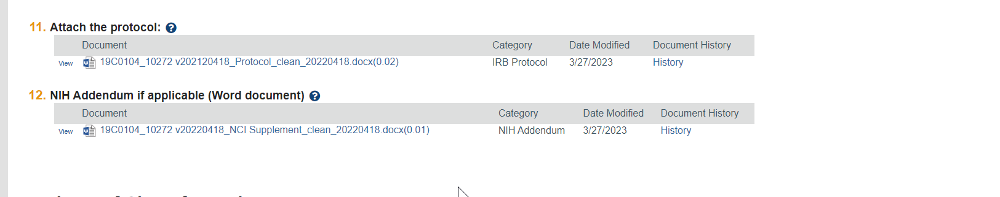 11. Attach the protocol: ?
Document Category Date Modified Document History
View 19C0104_10272 v202120418_Protocol_clean_20220418.docx(0.02) IRB Protocol 3/27/2023 History
12. NIH Addendum if applicable (Word document) ?
Document Category Date Modified Document History
View 19C0104_10272 v20220418_NCI Supplement_clean_20220418.docx(0.01) NIH Addendum 3/27/2023 History